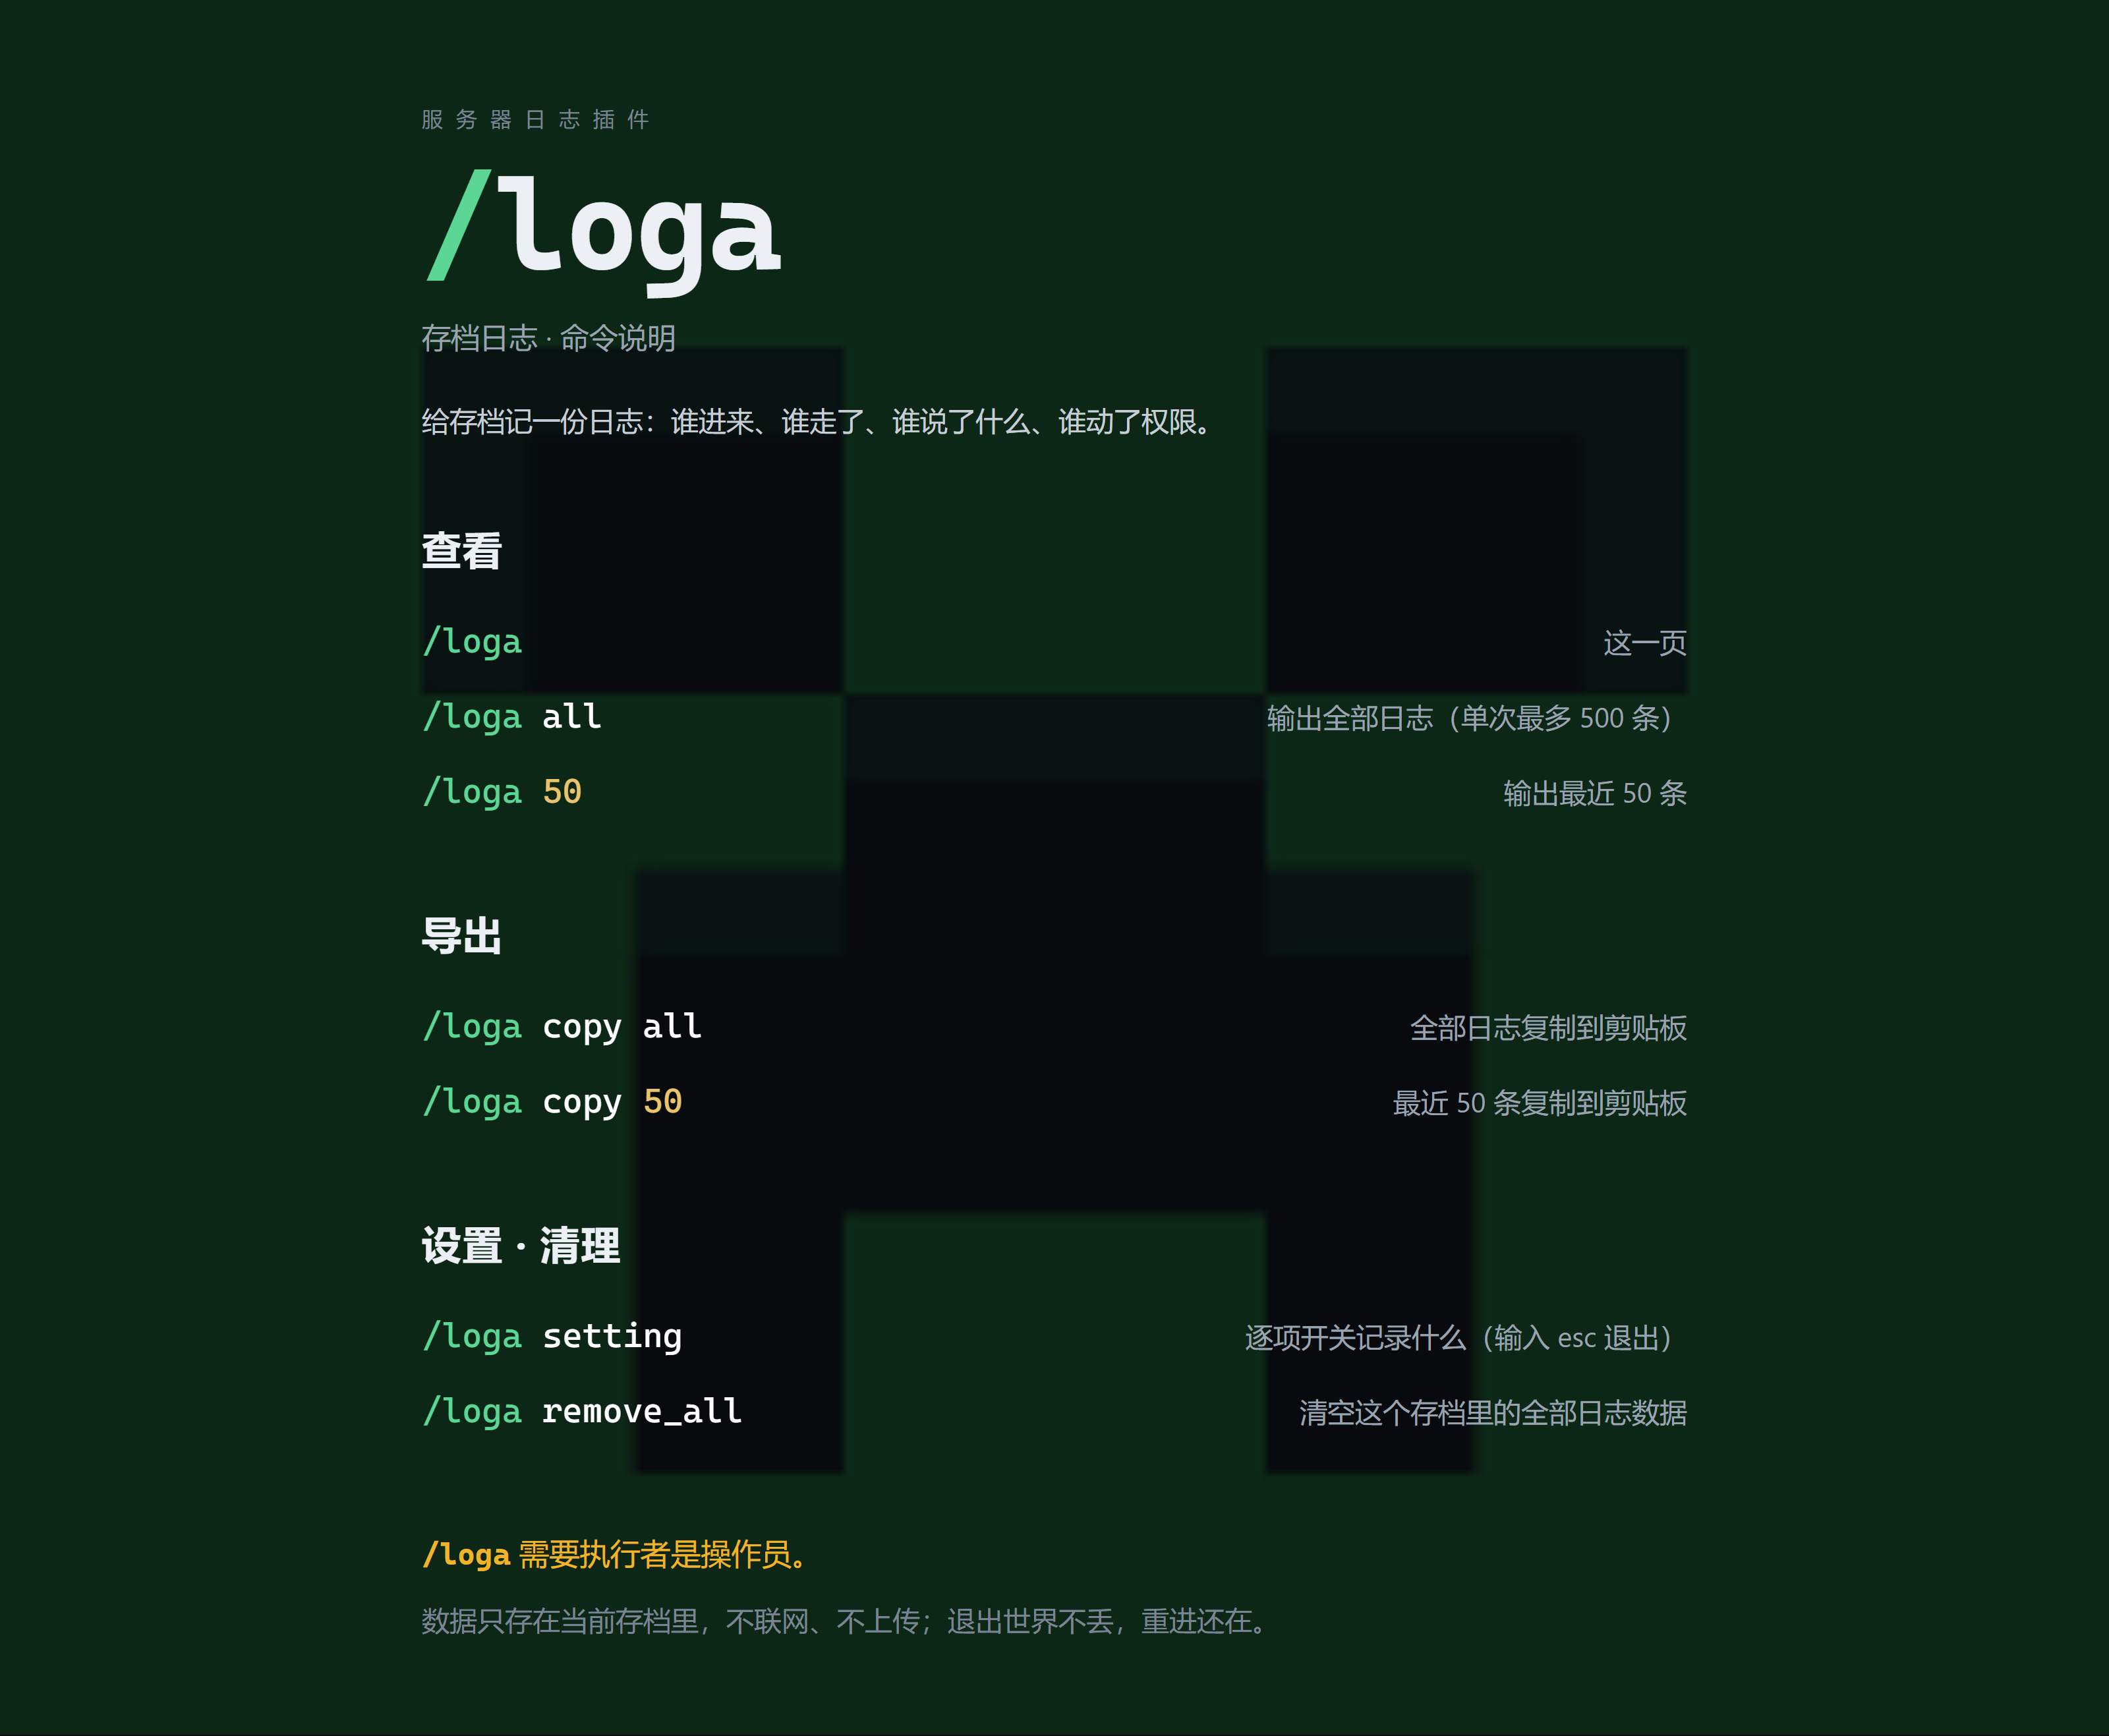 服务器日志插件
/loga
存档日志 · 命令说明
给存档记一份日志：谁进来、谁走了、谁说了什么、谁动了权限。
查看
/loga 这一页
/loga all 输出全部日志（单次最多 500 条）
/loga 50 输出最近 50 条
导出
/loga copy all 全部日志复制到剪贴板
/loga copy 50 最近 50 条复制到剪贴板
设置 · 清理
/loga setting 逐项开关记录什么（输入 esc 退出）
/loga remove_all 清空这个存档里的全部日志数据
/loga 需要执行者是操作员。
数据只存在当前存档里，不联网、不上传；退出世界不丢，重进还在。